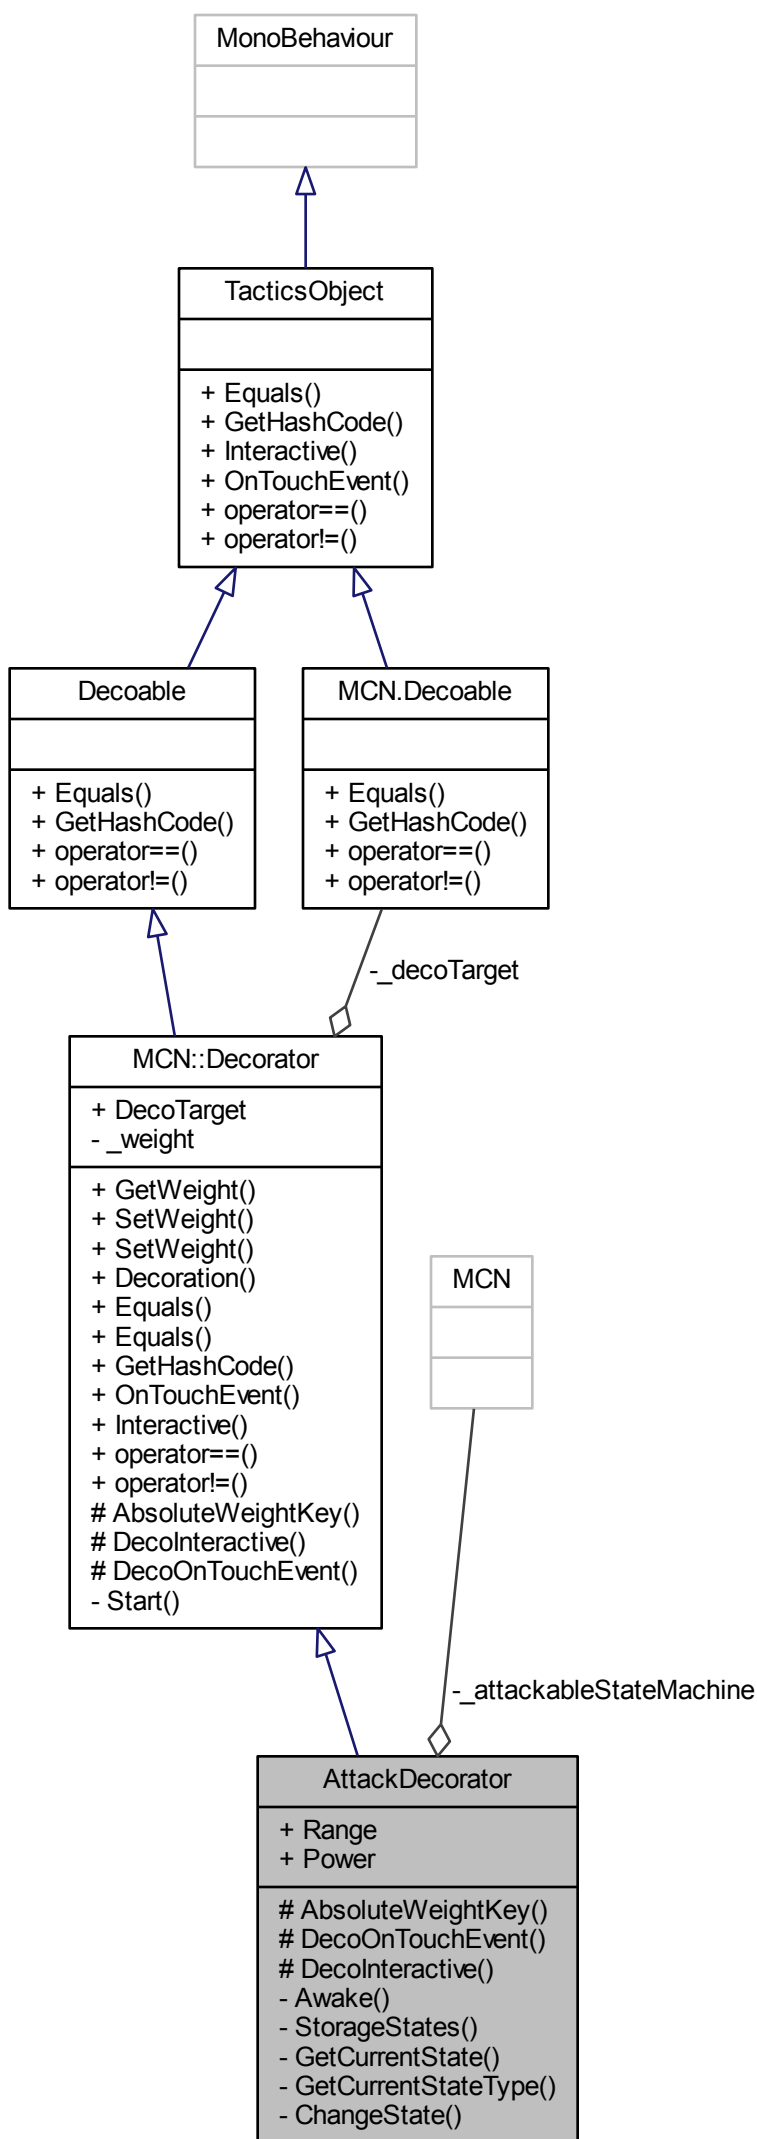 MonoBehaviour
TacticsObject
+ Equals()
+ GetHashCode()
+ Interactive()
+ OnTouchEvent()
+ operator==()
+ operator!=()
Decoable
+ Equals()
+ GetHashCode()
+ operator==()
+ operator!=()
MCN.Decoable
+ Equals()
+ GetHashCode()
+ operator==()
+ operator!=()
-_decoTarget
MCN::Decorator
+ DecoTarget
- _weight
+ GetWeight()
+ SetWeight()
+ SetWeight()
+ Decoration()
+ Equals()
+ Equals()
+ GetHashCode()
+ OnTouchEvent()
+ Interactive()
+ operator==()
+ operator!=()
# AbsoluteWeightKey()
# DecoInteractive()
# DecoOnTouchEvent()
- Start()
MCN
-_attackableStateMachine
AttackDecorator
+ Range
+ Power
# AbsoluteWeightKey()
# DecoOnTouchEvent()
# DecoInteractive()
- Awake()
- StorageStates()
- GetCurrentState()
- GetCurrentStateType()
- ChangeState()